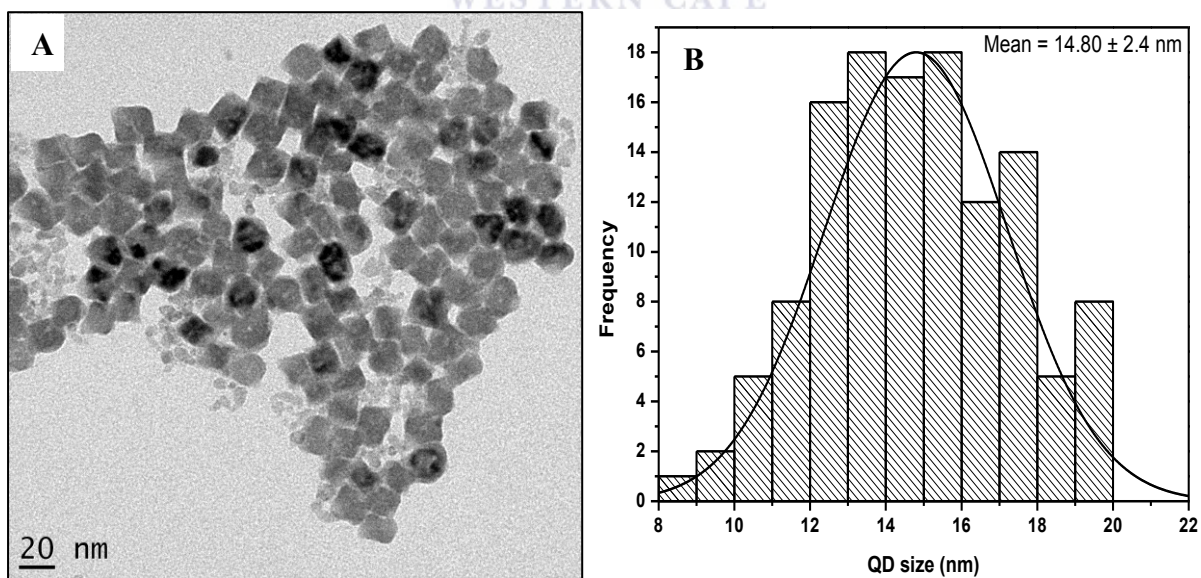 WESTERN CAPE
A
20 nm
B
Mean = 14.80 ± 2.4 nm
Frequency
18
16
14
12
10
8
6
4
2
0
8 10 12 14 16 18 20 22
QD size (nm)